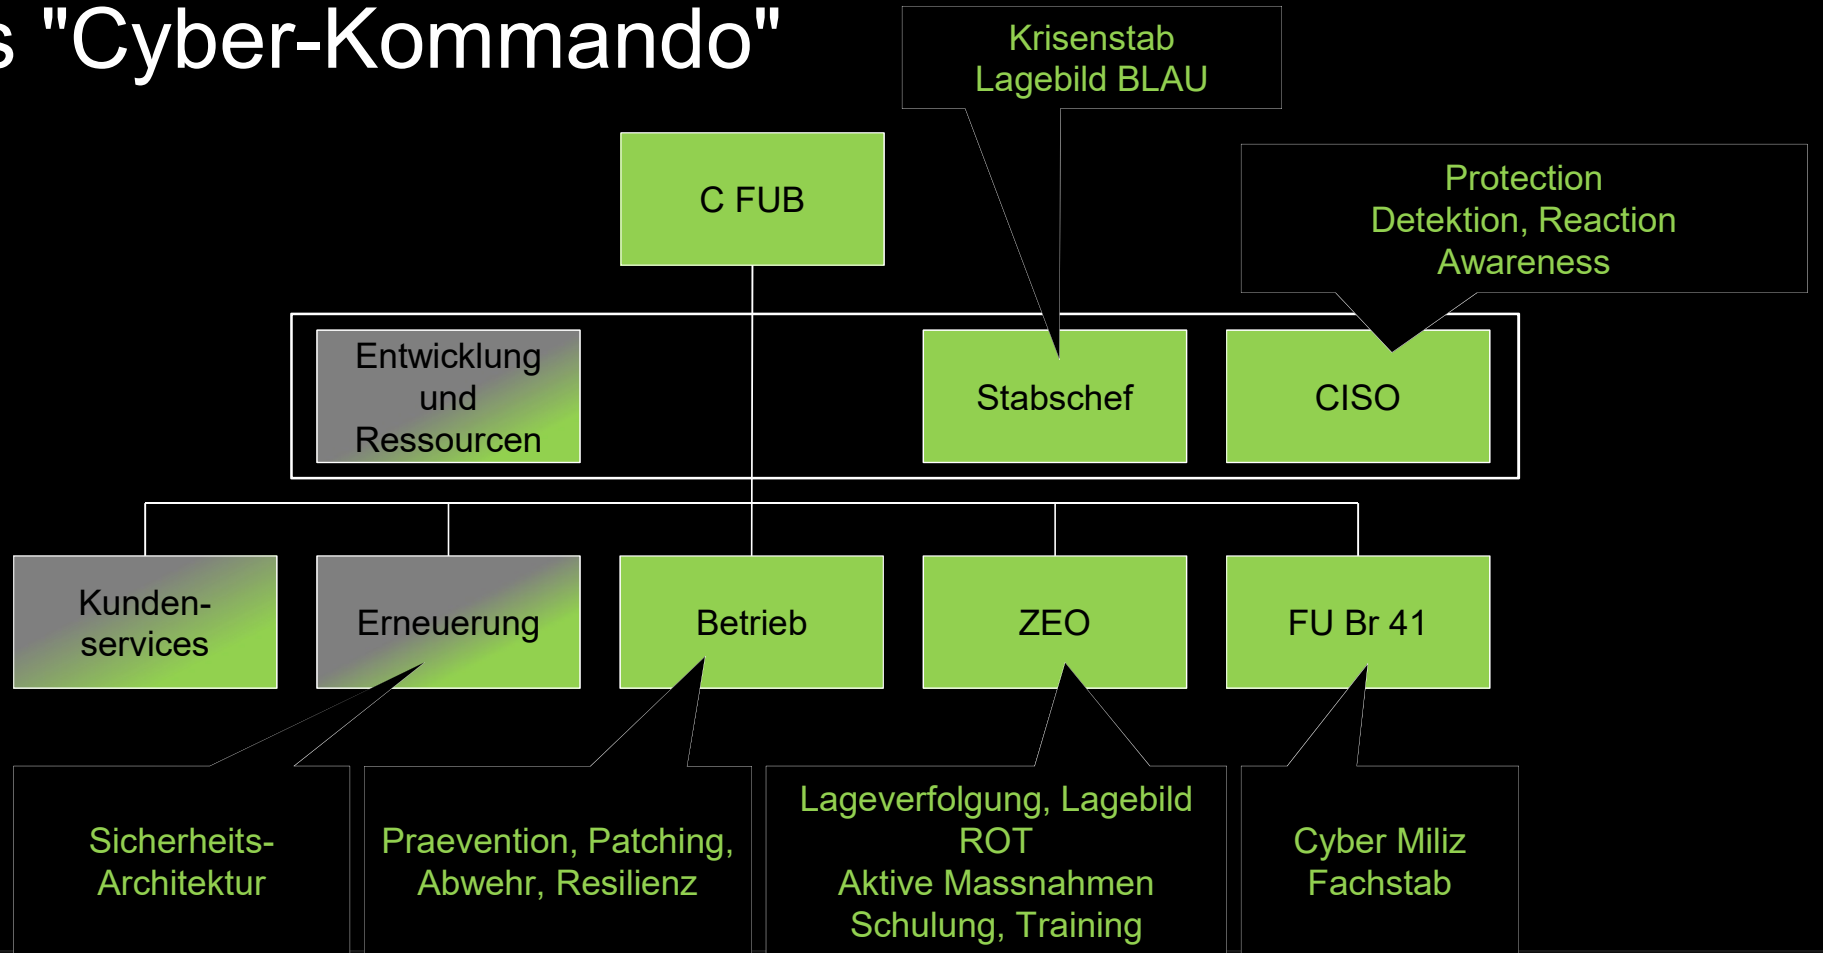 s "Cyber-Kommando"
Krisenstab
Lagebild BLAU
C FUB
Protection
Detektion, Reaction
Awareness
Entwicklung
und
Ressourcen
Stabschef
CISO
Kunden-
services
Erneuerung
Betrieb
ZEO
FU Br 41
Sicherheits-
Architektur
Praevention, Patching,
Abwehr, Resilienz
Lageverfolgung, Lagebild
ROT
Aktive Massnahmen
Schulung, Training
Cyber Miliz
Fachstab